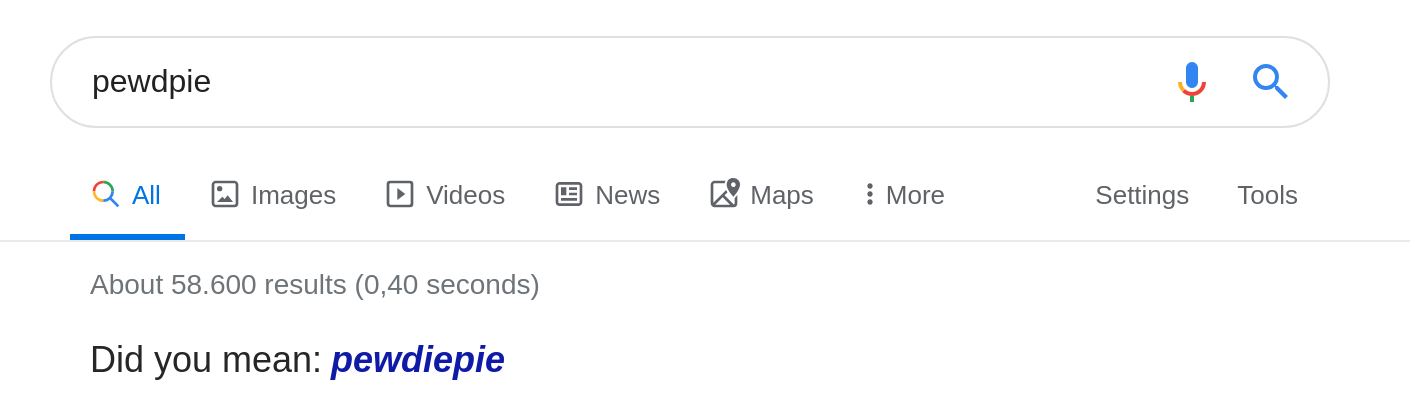 pewdpie
All Images Videos News Maps More Settings Tools
About 58.600 results (0,40 seconds)
Did you mean: pewdiepie